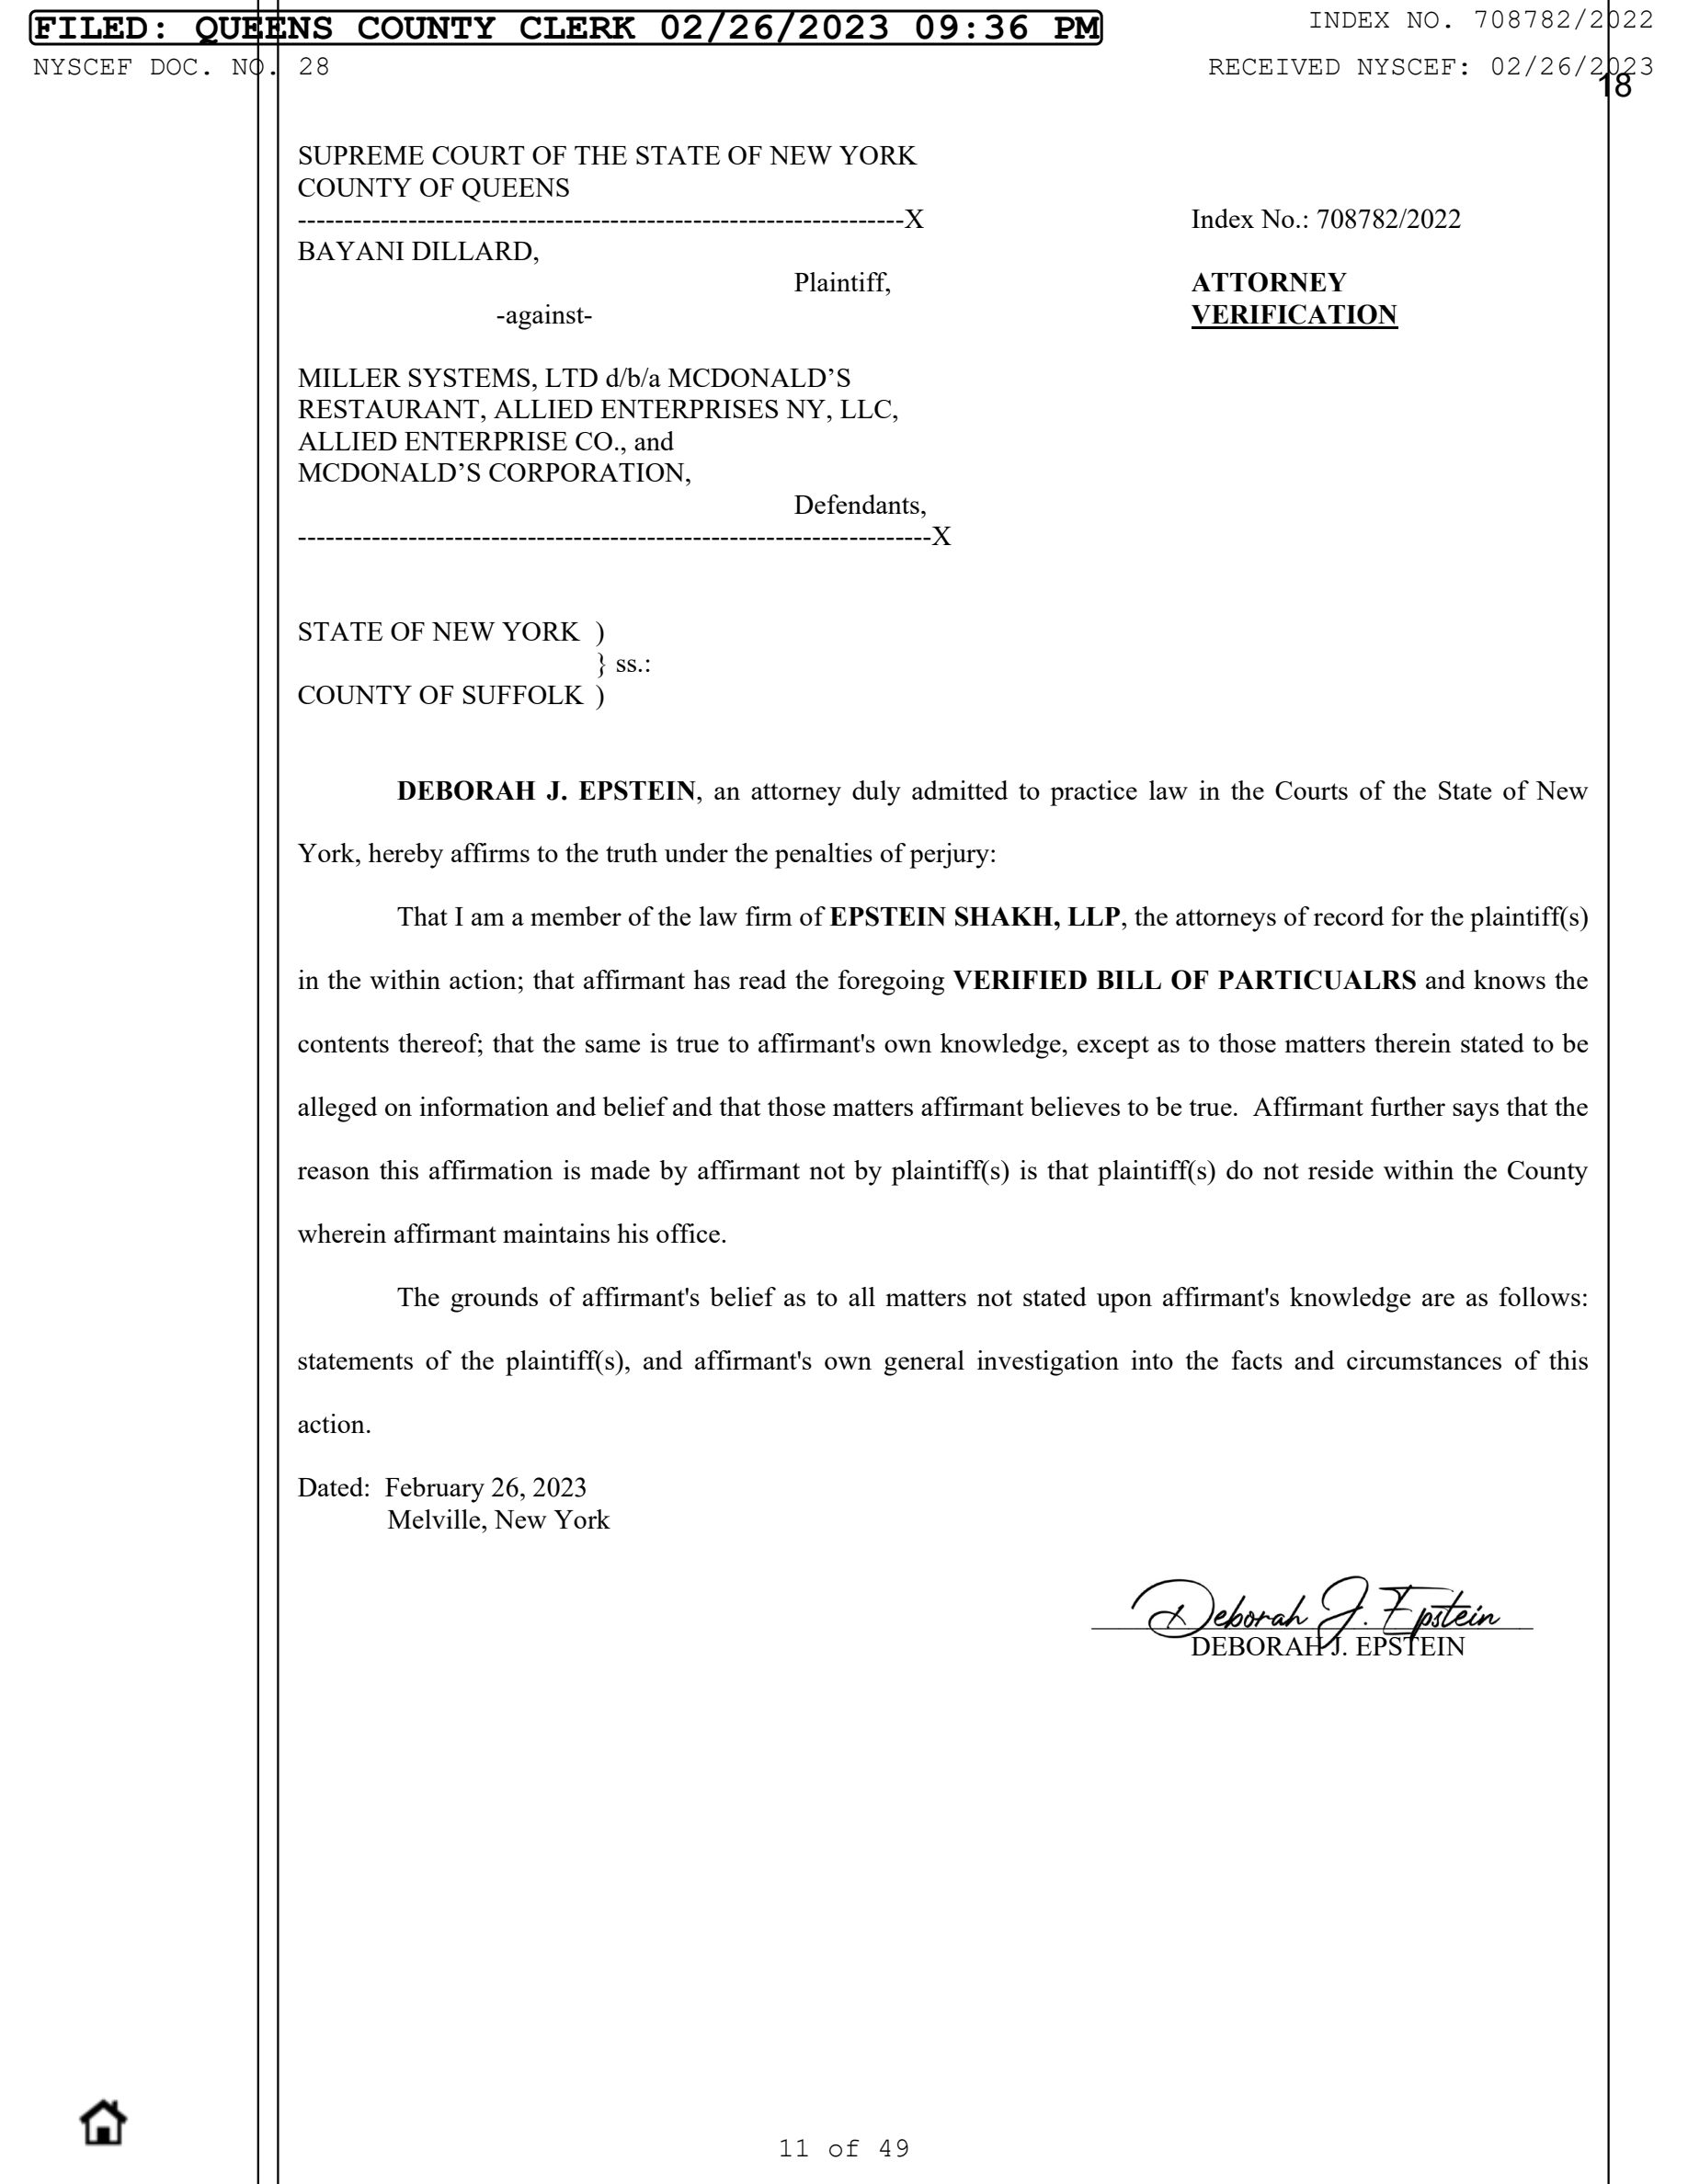 FILED: QUEENS COUNTY CLERK 02/26/2023 09:36 PM
INDEX NO. 708782/2022
NYSCEF DOC. NO. 28
RECEIVED NYSCEF: 02/26/2023
18
SUPREME COURT OF THE STATE OF NEW YORK
COUNTY OF QUEENS
------------------------------------------------------------------X
Index No.: 708782/2022
BAYANI DILLARD,
Plaintiff,
ATTORNEY
-against-
VERIFICATION
MILLER SYSTEMS, LTD d/b/a MCDONALD’S
RESTAURANT, ALLIED ENTERPRISES NY, LLC,
ALLIED ENTERPRISE CO., and
MCDONALD’S CORPORATION,
Defendants,
---------------------------------------------------------------------X
STATE OF NEW YORK )
} ss.:
COUNTY OF SUFFOLK )
DEBORAH J. EPSTEIN, an attorney duly admitted to practice law in the Courts of the State of New
York, hereby affirms to the truth under the penalties of perjury:
That I am a member of the law firm of EPSTEIN SHAKH, LLP, the attorneys of record for the plaintiff(s)
in the within action; that affirmant has read the foregoing VERIFIED BILL OF PARTICUALRS and knows the
contents thereof; that the same is true to affirmant's own knowledge, except as to those matters therein stated to be
alleged on information and belief and that those matters affirmant believes to be true. Affirmant further says that the
reason this affirmation is made by affirmant not by plaintiff(s) is that plaintiff(s) do not reside within the County
wherein affirmant maintains his office.
The grounds of affirmant's belief as to all matters not stated upon affirmant's knowledge are as follows:
statements of the plaintiff(s), and affirmant's own general investigation into the facts and circumstances of this
action.
Dated: February 26, 2023
Melville, New York
Deborah J. Epstein
DEBORAH J. EPSTEIN
11 of 49